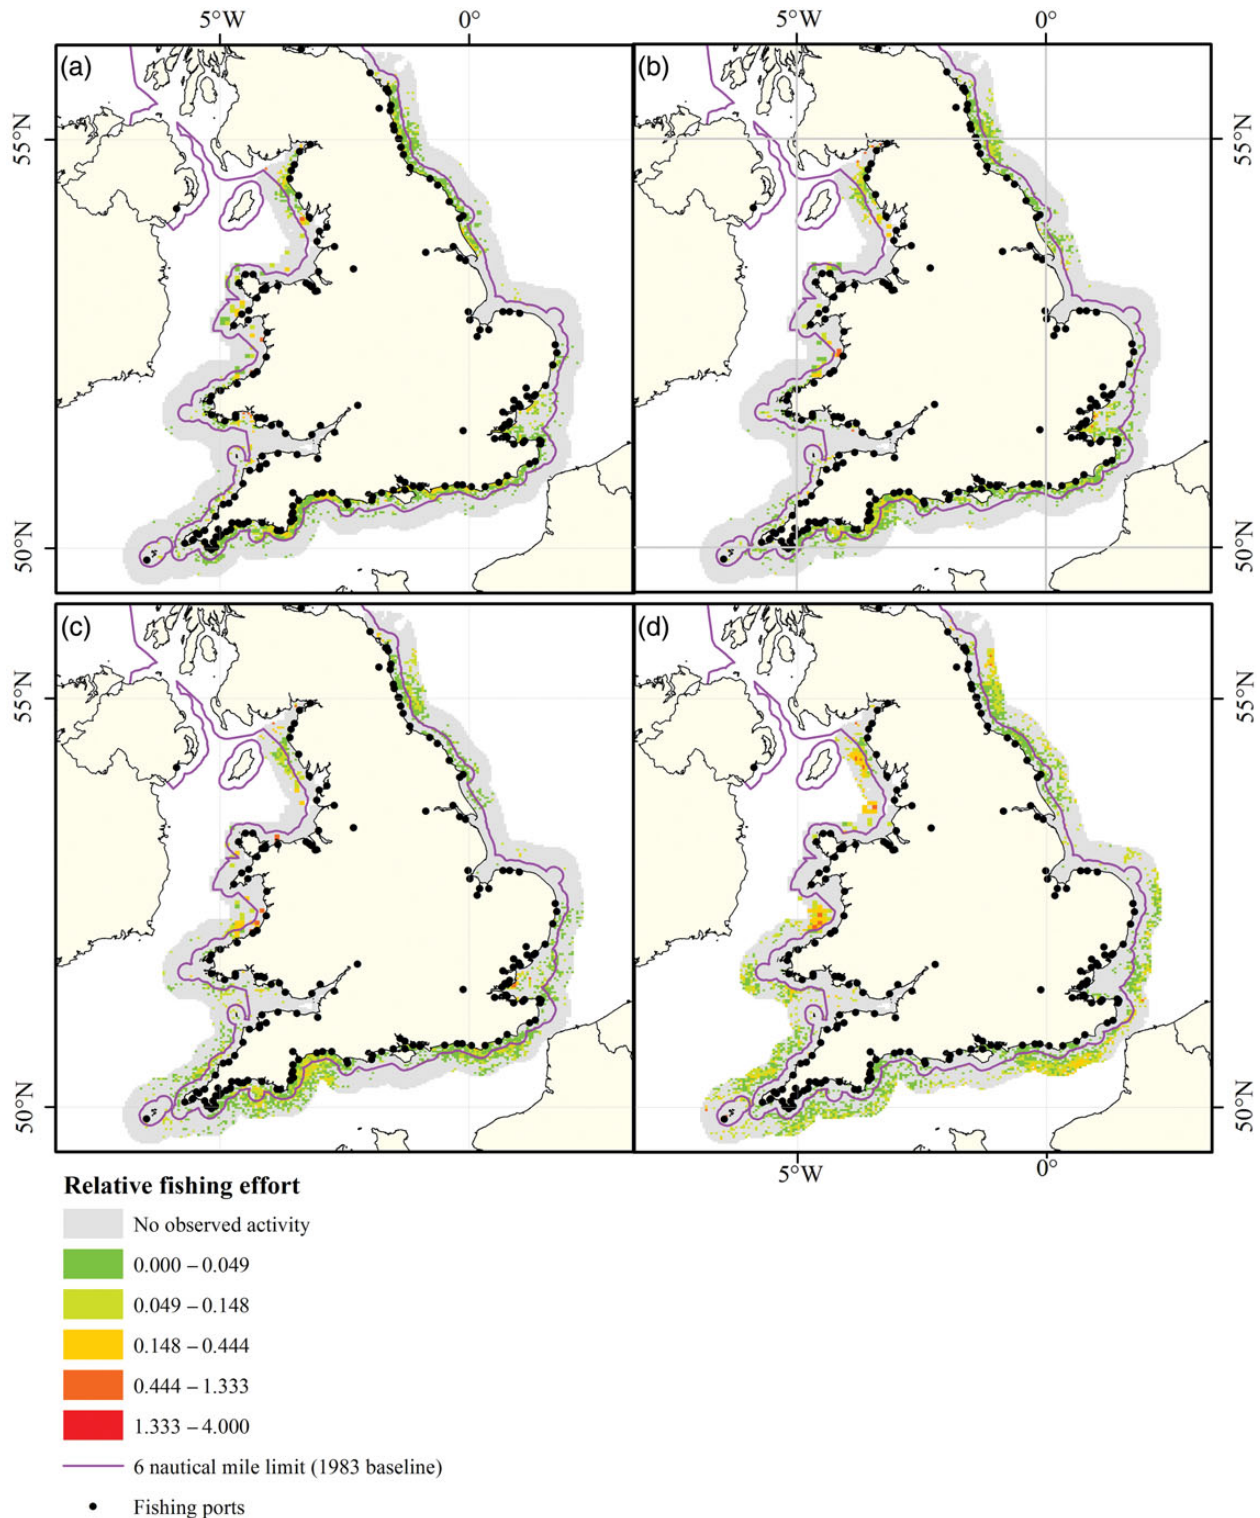 5°W 0°
(a) (b)
55°N 55°N
50°N 50°N
(c) (d)
55°N 55°N
50°N 50°N
5°W 0°
Relative fishing effort
No observed activity
0.000 – 0.049
0.049 – 0.148
0.148 – 0.444
0.444 – 1.333
1.333 – 4.000
6 nautical mile limit (1983 baseline)
Fishing ports